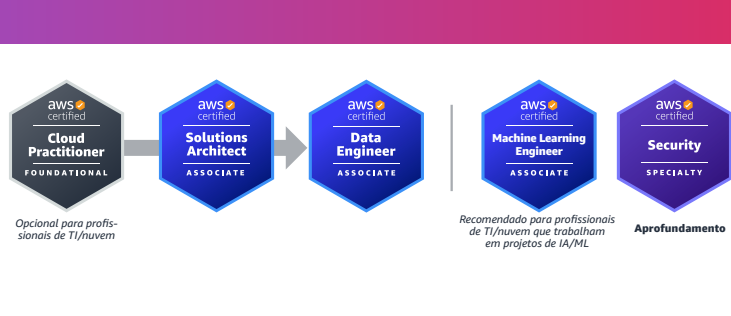 aws
certified
Cloud
Practitioner
FOUNDATIONAL
Opcional para profis-
sionais de TI/nuvem
aws
certified
Solutions
Architect
ASSOCIATE
aws
certified
Data
Engineer
ASSOCIATE
aws
certified
Machine Learning
Engineer
ASSOCIATE
Recomendado para profissionais
de TI/nuvem que trabalham
em projetos de IA/ML
aws
certified
Security
SPECIALTY
Aprofundamento